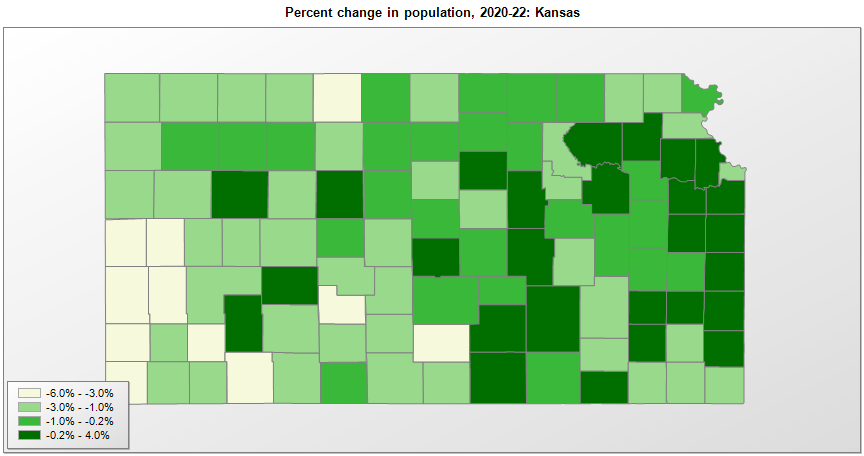 Percent change in population, 2020-22: Kansas
-6.0% - -3.0%
-3.0% - -1.0%
-1.0% - -0.2%
-0.2% - 4.0%